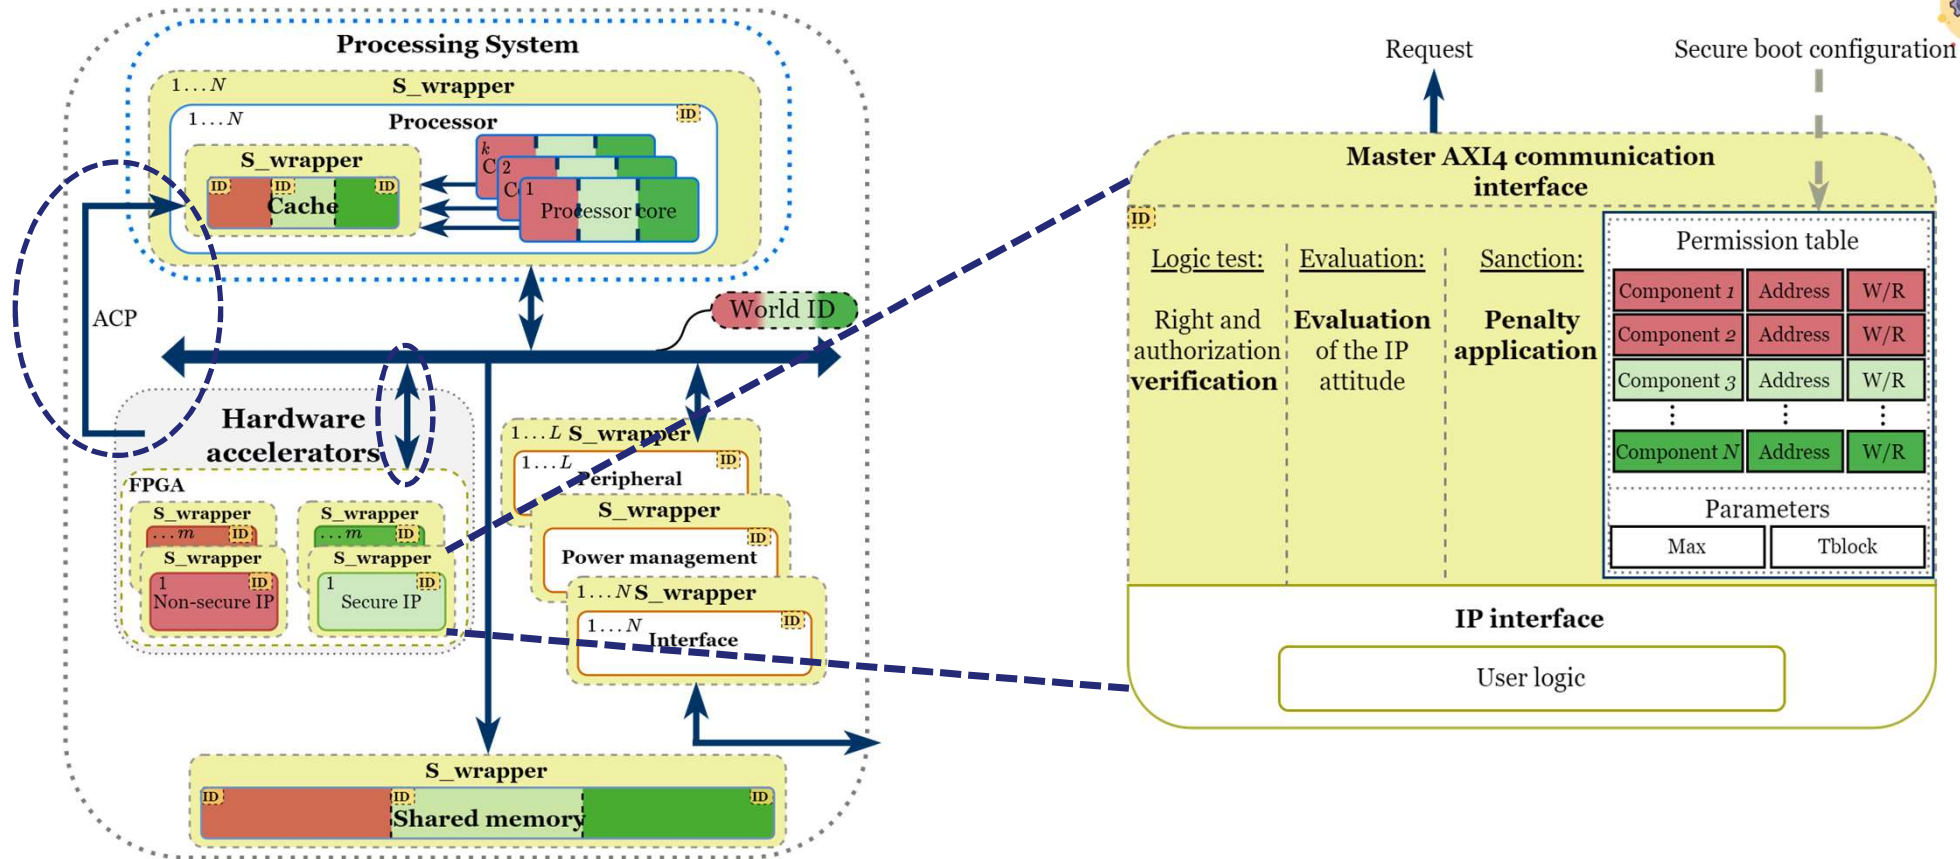 Processing System
1…N
S_wrapper
1…N
Processor
ID
S_wrapper
ID
ID
ID
Cache
k
C
2
C
1
Processor core
ACP
World ID
Hardware
accelerators
FPGA
S_wrapper
…m
ID
S_wrapper
1
ID
Non-secure IP
S_wrapper
…m
ID
S_wrapper
1
ID
Secure IP
1…L S_wrapper
1…L
ID
Peripheral
S_wrapper
ID
Power management
1…N S_wrapper
1…N
ID
Interface
S_wrapper
ID
ID
ID
Shared memory
Request
Secure boot configuration
Master AXI4 communication
interface
ID
Logic test:
Right and
authorization
verification
Evaluation:
Evaluation
of the IP
attitude
Sanction:
Penalty
application
Permission table
Component 1 Address W/R
Component 2 Address W/R
Component 3 Address W/R
⋮ ⋮ ⋮
Component N Address W/R
Parameters
Max Tblock
IP interface
User logic